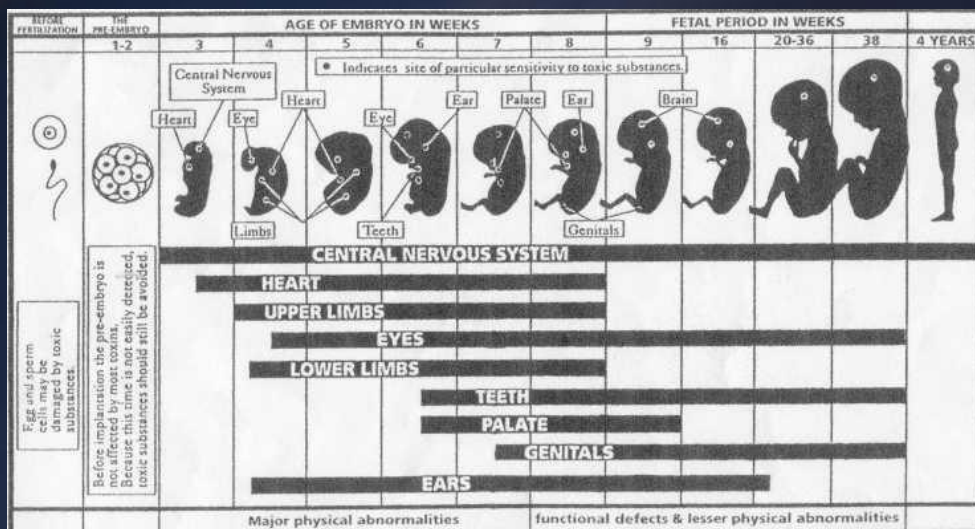 BEFORE
FERTILIZATION
THE
PRE-EMBRYO
AGE OF EMBRYO IN WEEKS
FETAL PERIOD IN WEEKS
1-2
3
4
5
6
7
8
9
16
20-36
38
4 YEARS
• Indicates site of particular sensitivity to toxic substances.
Central Nervous
System
Heart
Eye
Heart
Eye
Ear
Palate
Ear
Brain
Limbs
Teeth
Genitals
CENTRAL NERVOUS SYSTEM
HEART
UPPER LIMBS
EYES
LOWER LIMBS
TEETH
PALATE
GENITALS
EARS
Egg and sperm
cells may be
damaged by toxic
substances.
Before implantation the pre-embryo is
not affected by most toxins,
Because this time is not easily detected,
toxic substances should still be avoided.
Major physical abnormalities
functional defects & lesser physical abnormalities